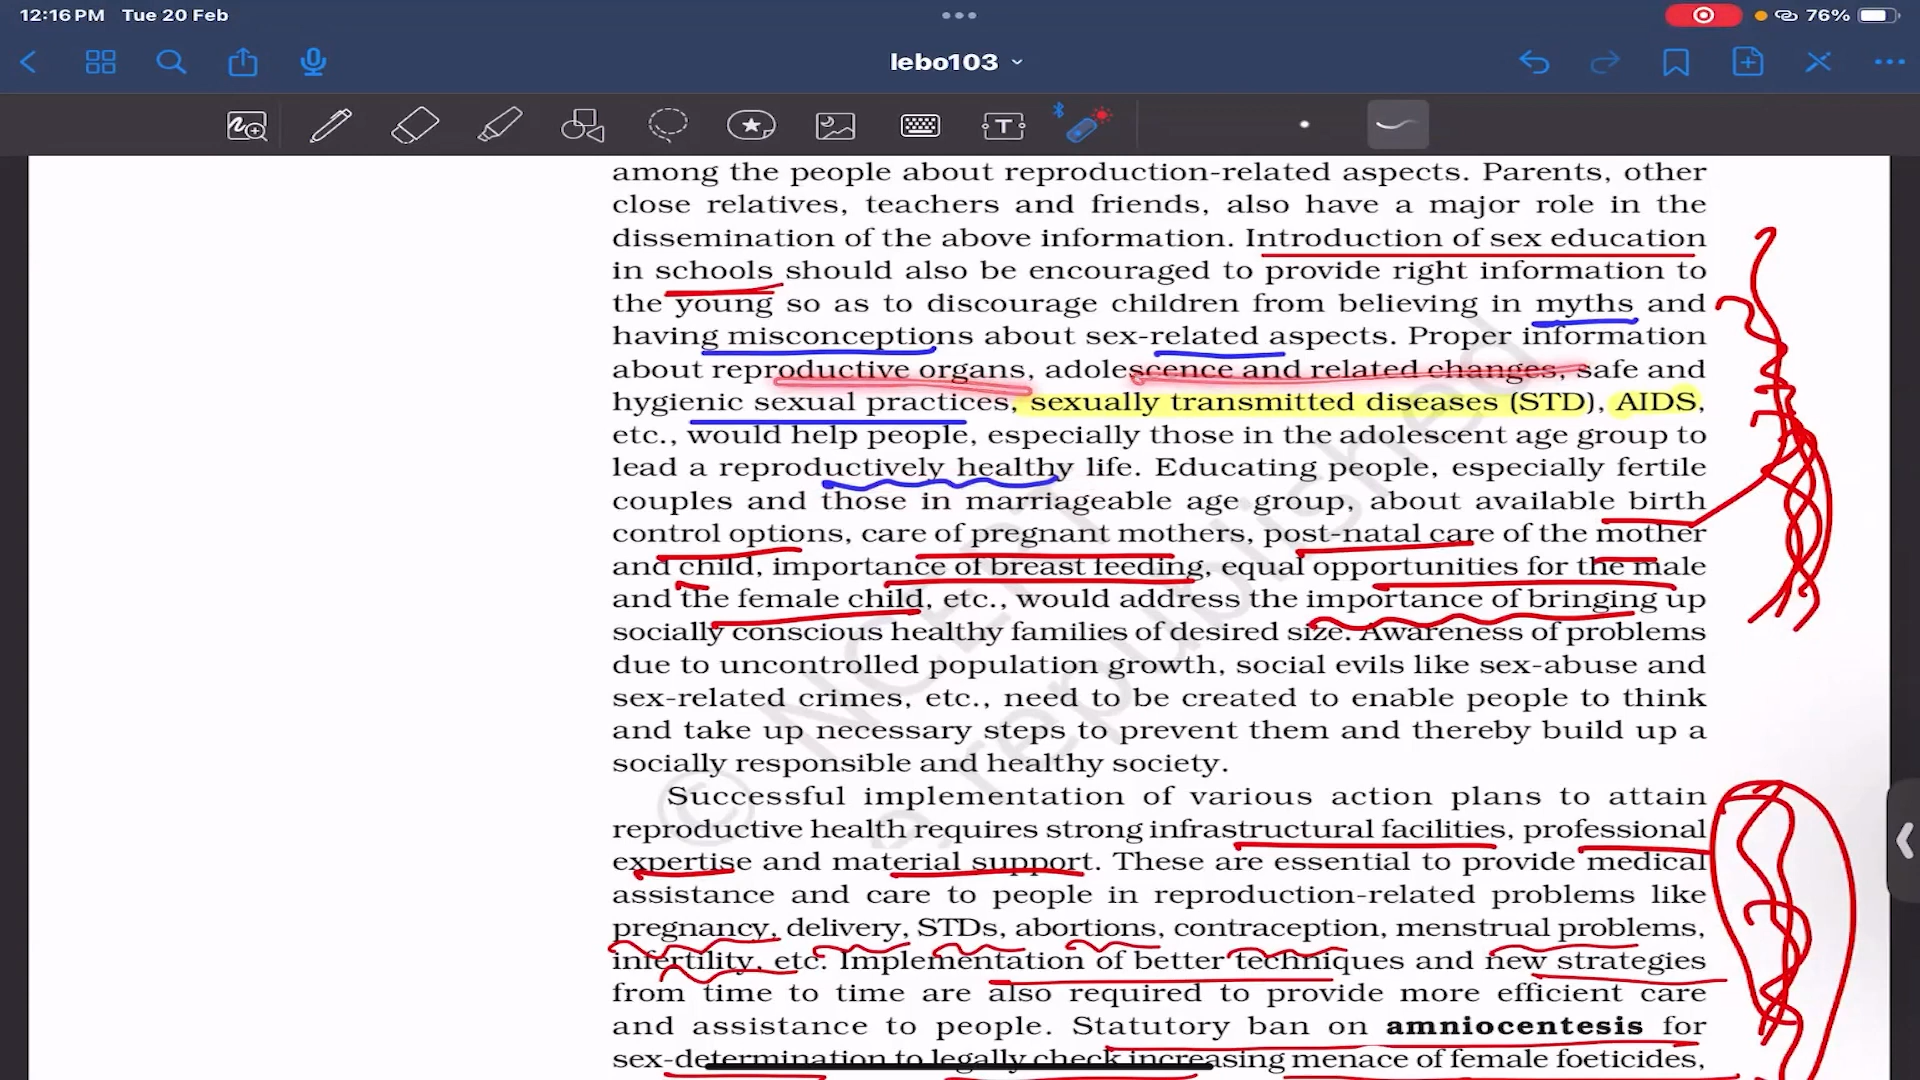 12:16 PM Tue 20 Feb
76%
lebo103
among the people about reproduction-related aspects. Parents, other
close relatives, teachers and friends, also have a major role in the
dissemination of the above information. Introduction of sex education
in schools should also be encouraged to provide right information to
the young so as to discourage children from believing in myths and
having misconceptions about sex-related aspects. Proper information
about reproductive organs, adolescence and related changes, safe and
hygienic sexual practices, sexually transmitted diseases (STD), AIDS,
etc., would help people, especially those in the adolescent age group to
lead a reproductively healthy life. Educating people, especially fertile
couples and those in marriageable age group, about available birth
control options, care of pregnant mothers, post-natal care of the mother
and child, importance of breast feeding, equal opportunities for the male
and the female child, etc., would address the importance of bringing up
socially conscious healthy families of desired size. Awareness of problems
due to uncontrolled population growth, social evils like sex-abuse and
sex-related crimes, etc., need to be created to enable people to think
and take up necessary steps to prevent them and thereby build up a
socially responsible and healthy society.
Successful implementation of various action plans to attain
reproductive health requires strong infrastructural facilities, professional
expertise and material support. These are essential to provide medical
assistance and care to people in reproduction-related problems like
pregnancy, delivery, STDs, abortions, contraception, menstrual problems,
infertility, etc. Implementation of better techniques and new strategies
from time to time are also required to provide more efficient care
and assistance to people. Statutory ban on amniocentesis for
sex-determination to legally check increasing menace of female foeticides,
© NCERT
republished